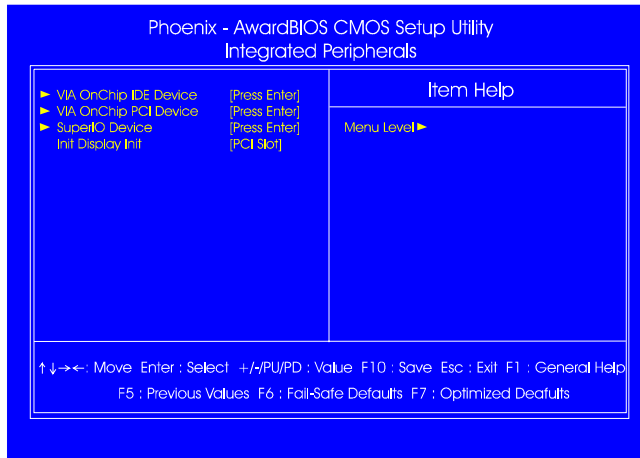 Phoenix - AwardBIOS CMOS Setup Utility
Integrated Peripherals
► VIA OnChip IDE Device [Press Enter]
► VIA OnChip PCI Device [Press Enter]
► SuperIO Device [Press Enter]
Init Display Init [PCI Slot]
Item Help
Menu Level ►
↑↓→←: Move Enter : Select +/-/PU/PD : Value F10 : Save Esc : Exit F1 : General Help
F5 : Previous Values F6 : Fail-Safe Defaults F7 : Optimized Deafults